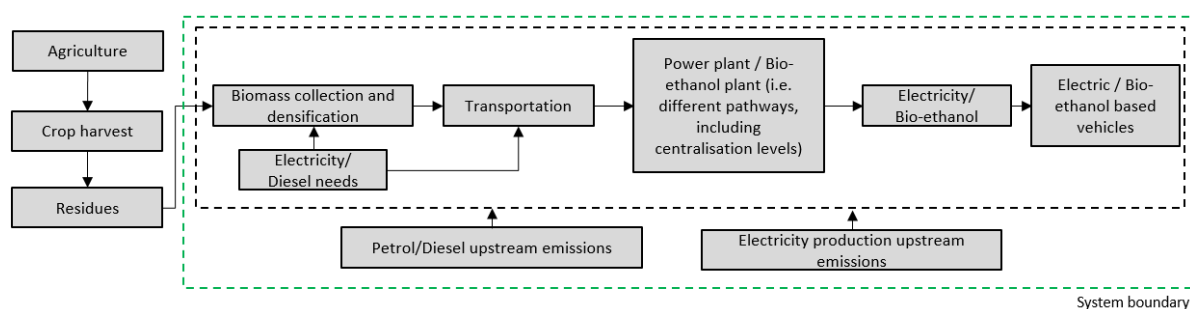 Agriculture
Crop harvest
Residues
Biomass collection and
densification
Electricity/
Diesel needs
Transportation
Power plant / Bio-
ethanol plant (i.e.
different pathways,
including
centralisation levels)
Electricity/
Bio-ethanol
Electric / Bio-
ethanol based
vehicles
Petrol/Diesel upstream emissions
Electricity production upstream
emissions
System boundary